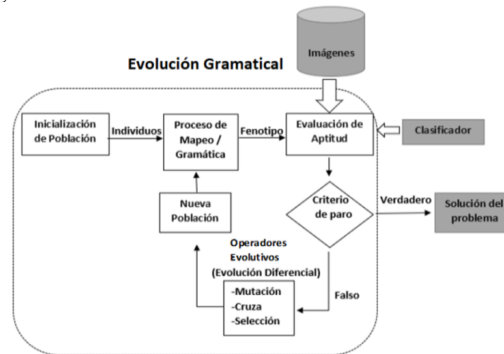 Imágenes
Evolución Gramatical
Inicialización
de Población
Individuos
Proceso de
Mapeo /
Gramática
Fenotipo
Evaluación de
Aptitud
Clasificador
Nueva
Población
Criterio
de paro
Verdadero
Solución del
problema
Operadores
Evolutivos
(Evolución Diferencial)
-Mutación
-Cruza
-Selección
Falso